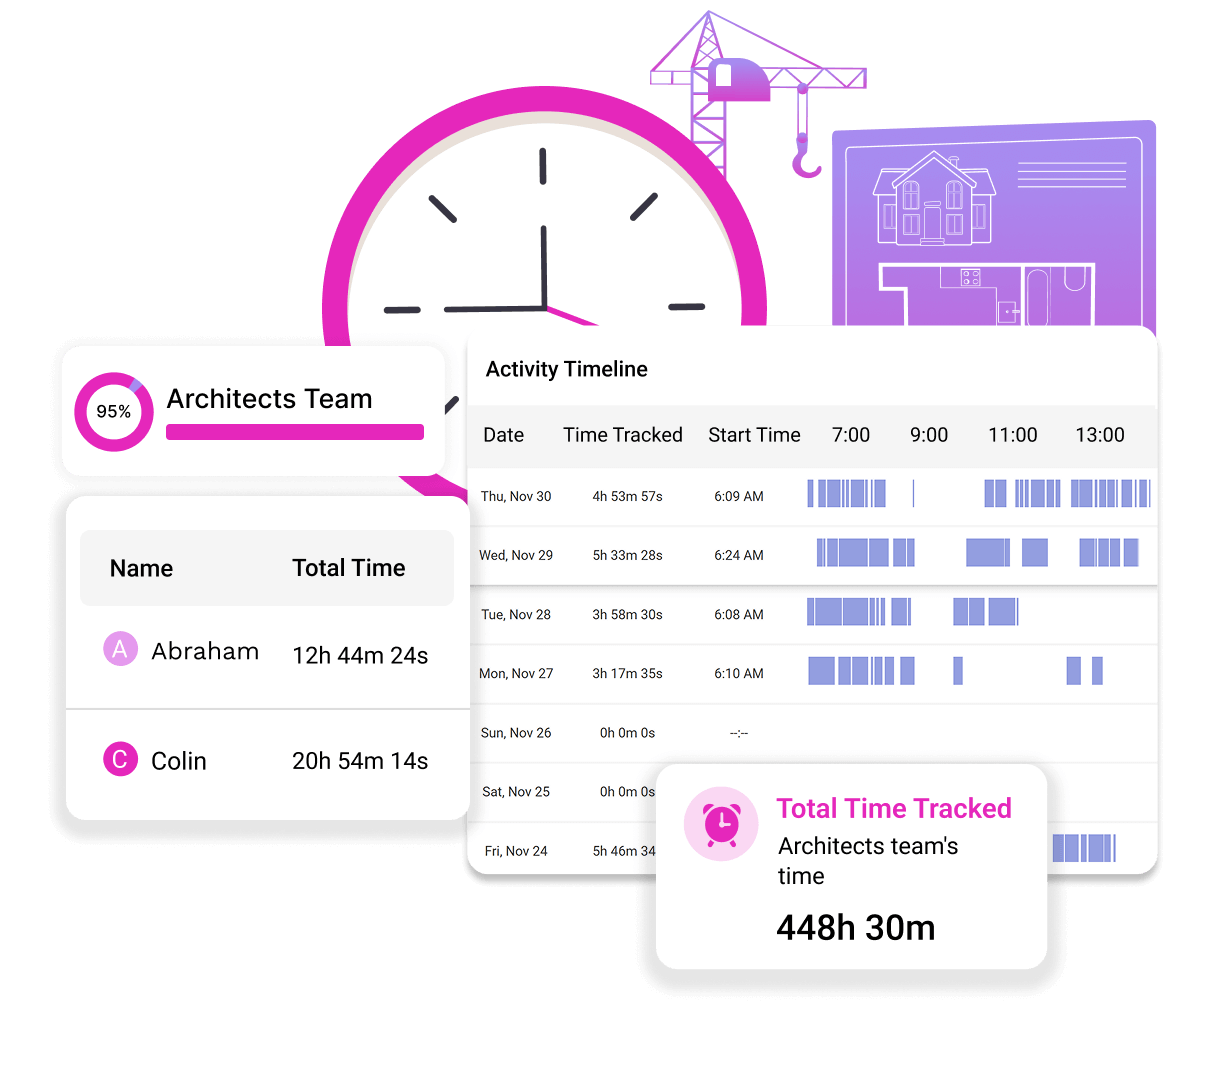 95%
Architects Team
Name Total Time
A Abraham 12h 44m 24s
C Colin 20h 54m 14s
Activity Timeline
Date Time Tracked Start Time 7:00 9:00 11:00 13:00
Thu, Nov 30 4h 53m 57s 6:09 AM
Wed, Nov 29 5h 33m 28s 6:24 AM
Tue, Nov 28 3h 58m 30s 6:08 AM
Mon, Nov 27 3h 17m 35s 6:10 AM
Sun, Nov 26 0h 0m 0s --:--
Sat, Nov 25 0h 0m 0s
Fri, Nov 24 5h 46m 34
Total Time Tracked
Architects team's
time
448h 30m